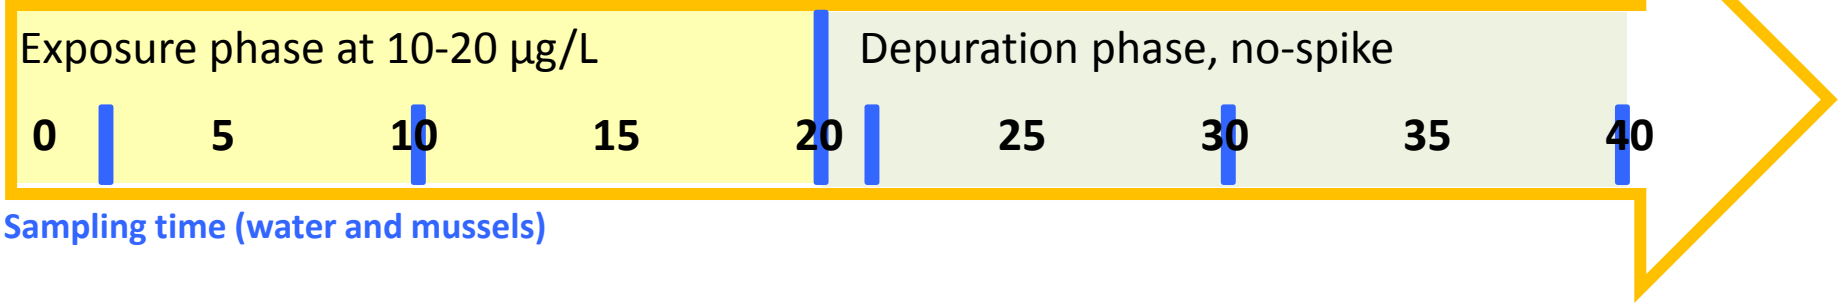 Exposure phase at 10-20 µg/L Depuration phase, no-spike
0 5 10 15 20 25 30 35 40
Sampling time (water and mussels)